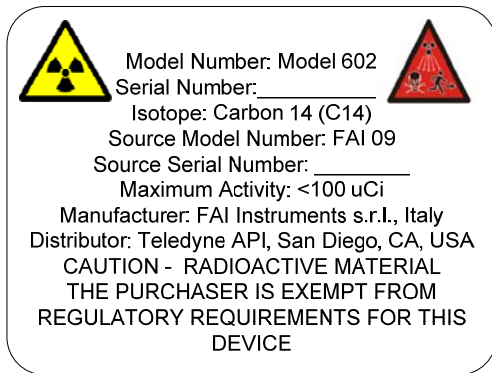 Model Number: Model 602
Serial Number:__________
Isotope: Carbon 14 (C14)
Source Model Number: FAI 09
Source Serial Number: ________
Maximum Activity: <100 uCi
Manufacturer: FAI Instruments s.r.l., Italy
Distributor: Teledyne API, San Diego, CA, USA
CAUTION - RADIOACTIVE MATERIAL
THE PURCHASER IS EXEMPT FROM
REGULATORY REQUIREMENTS FOR THIS
DEVICE